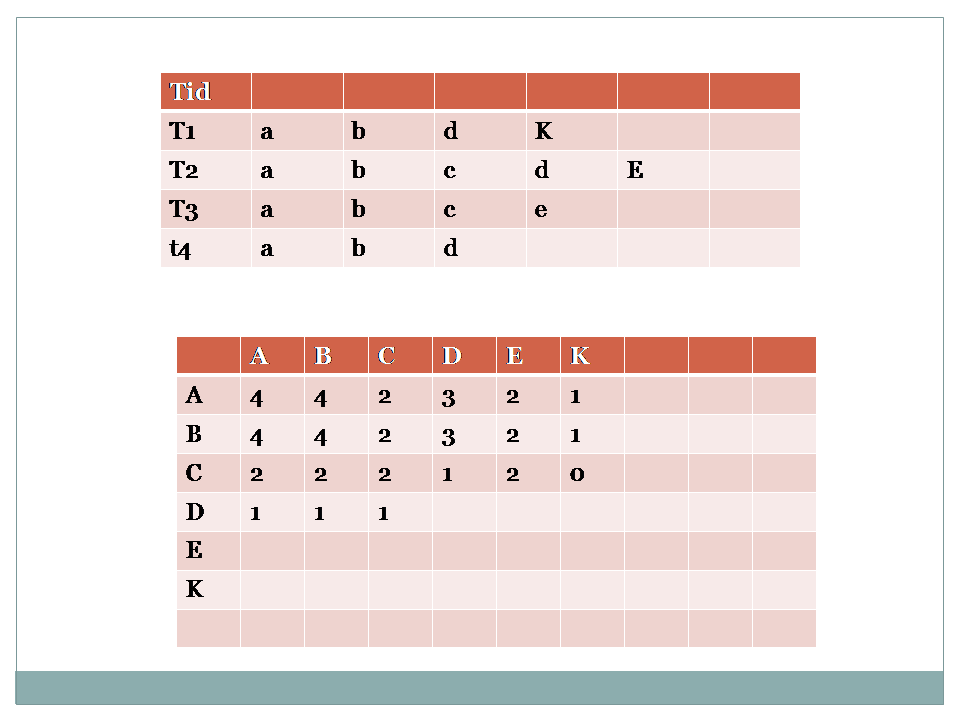 Tid
T1 a b d K
T2 a b c d E
T3 a b c e
t4 a b d
A B C D E K
A 4 4 2 3 2 1
B 4 4 2 3 2 1
C 2 2 2 1 2 0
D 1 1 1
E
K